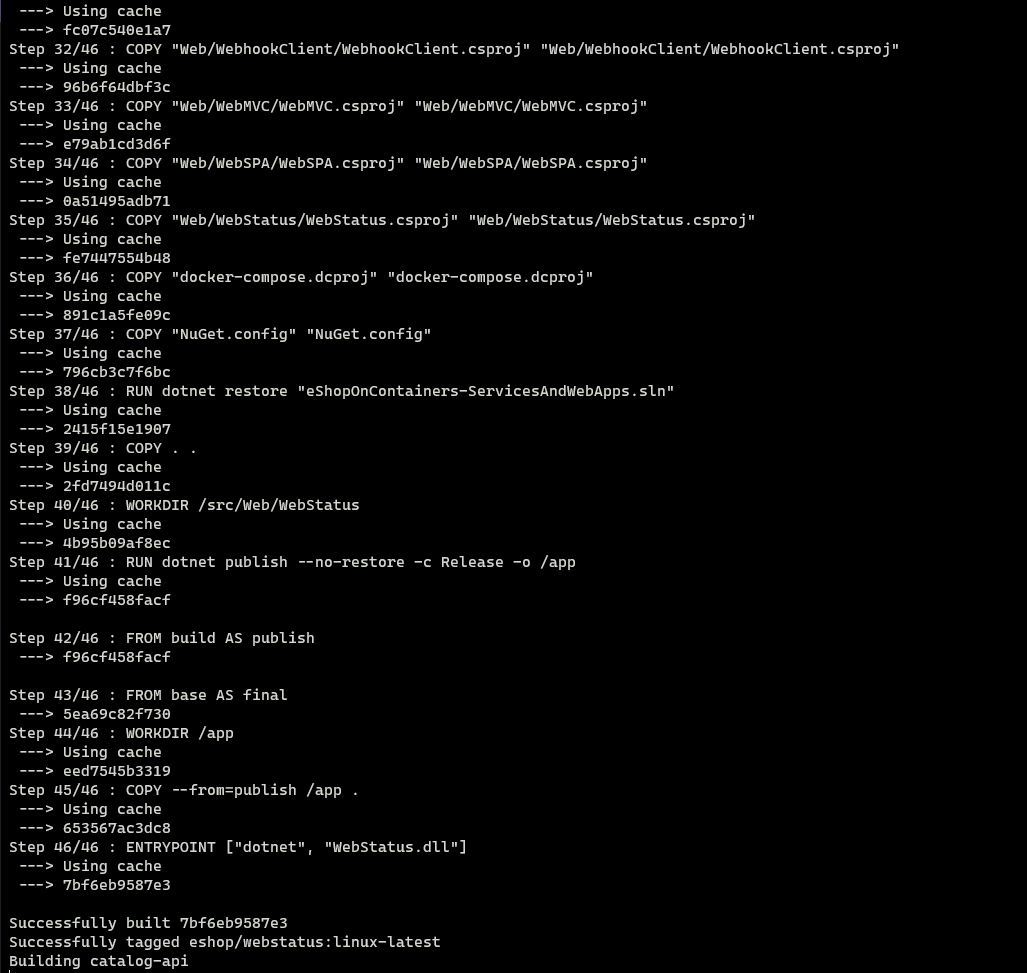 ---> Using cache
---> fc07c540e1a7
Step 32/46 : COPY "Web/WebhookClient/WebhookClient.csproj" "Web/WebhookClient/WebhookClient.csproj"
---> Using cache
---> 96b6f64dbf3c
Step 33/46 : COPY "Web/WebMVC/WebMVC.csproj" "Web/WebMVC/WebMVC.csproj"
---> Using cache
---> e79ab1cd3d6f
Step 34/46 : COPY "Web/WebSPA/WebSPA.csproj" "Web/WebSPA/WebSPA.csproj"
---> Using cache
---> 0a51495adb71
Step 35/46 : COPY "Web/WebStatus/WebStatus.csproj" "Web/WebStatus/WebStatus.csproj"
---> Using cache
---> fe7447554b48
Step 36/46 : COPY "docker-compose.dcproj" "docker-compose.dcproj"
---> Using cache
---> 891c1a5fe09c
Step 37/46 : COPY "NuGet.config" "NuGet.config"
---> Using cache
---> 796cb3c7f6bc
Step 38/46 : RUN dotnet restore "eShopOnContainers-ServicesAndWebApps.sln"
---> Using cache
---> 2415f15e1907
Step 39/46 : COPY . .
---> Using cache
---> 2fd7494d011c
Step 40/46 : WORKDIR /src/Web/WebStatus
---> Using cache
---> 4b95b09af8ec
Step 41/46 : RUN dotnet publish --no-restore -c Release -o /app
---> Using cache
---> f96cf458facf
Step 42/46 : FROM build AS publish
---> f96cf458facf
Step 43/46 : FROM base AS final
---> 5ea69c82f730
Step 44/46 : WORKDIR /app
---> Using cache
---> eed7545b3319
Step 45/46 : COPY --from=publish /app .
---> Using cache
---> 653567ac3dc8
Step 46/46 : ENTRYPOINT ["dotnet", "WebStatus.dll"]
---> Using cache
---> 7bf6eb9587e3
Successfully built 7bf6eb9587e3
Successfully tagged eshop/webstatus:linux-latest
Building catalog-api